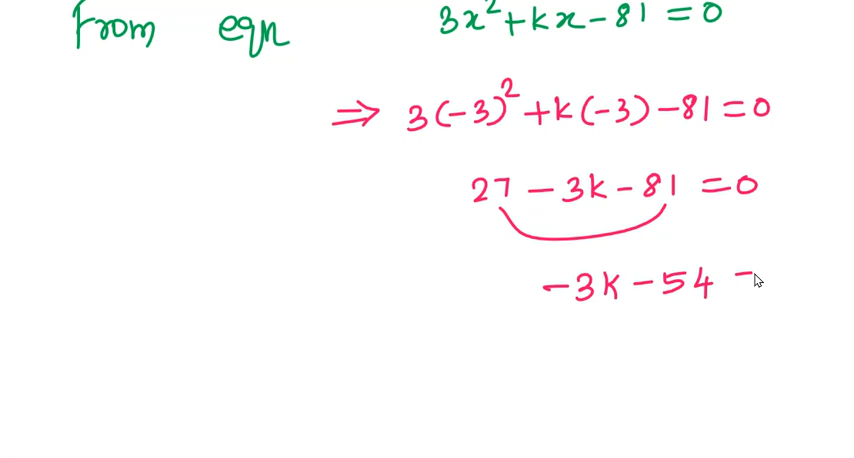 From eqn 3x² + kx - 81 = 0
⇒ 3(-3)² + k(-3) - 81 = 0
27 - 3k - 81 = 0
-3k - 54 -